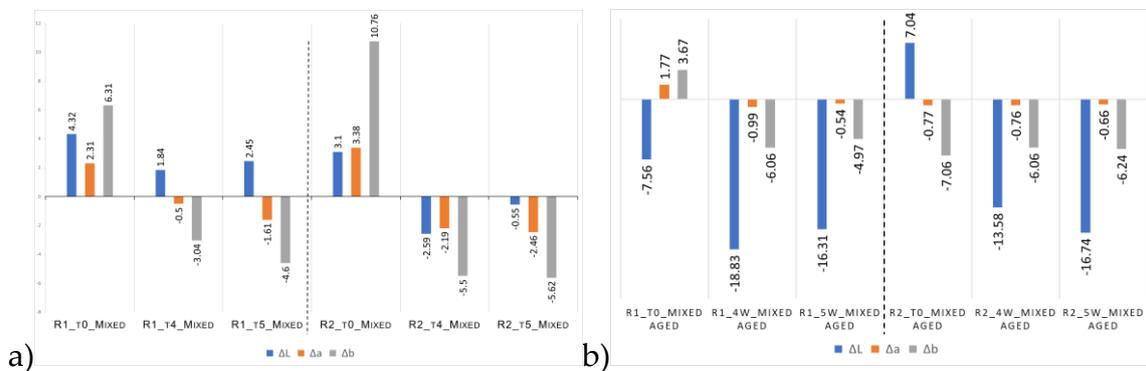 12
10
8
6
4
2
0
-2
-4
-6
-8
4.32 2.31 6.31 1.84 -0.5 -3.04 2.45 -1.61 -4.6 3.1 3.38 10.76 -2.59 -2.19 -5.5 -0.55 -2.46 -5.62
R1_T0_MIXED R1_T4_MIXED R1_T5_MIXED R2_T0_MIXED R2_T4_MIXED R2_T5_MIXED
ΔL Δa Δb
a)
-7.56 1.77 3.67 -18.83 -0.99 -6.06 -16.31 -0.54 -4.97 7.04 -0.77 -7.06 -13.58 -0.76 -6.06 -16.74 -0.66 -6.24
R1_T0_MIXED R1_4W_MIXED R1_5W_MIXED R2_T0_MIXED R2_4W_MIXED R2_5W_MIXED
AGED AGED AGED AGED AGED AGED
ΔL Δa Δb
b)